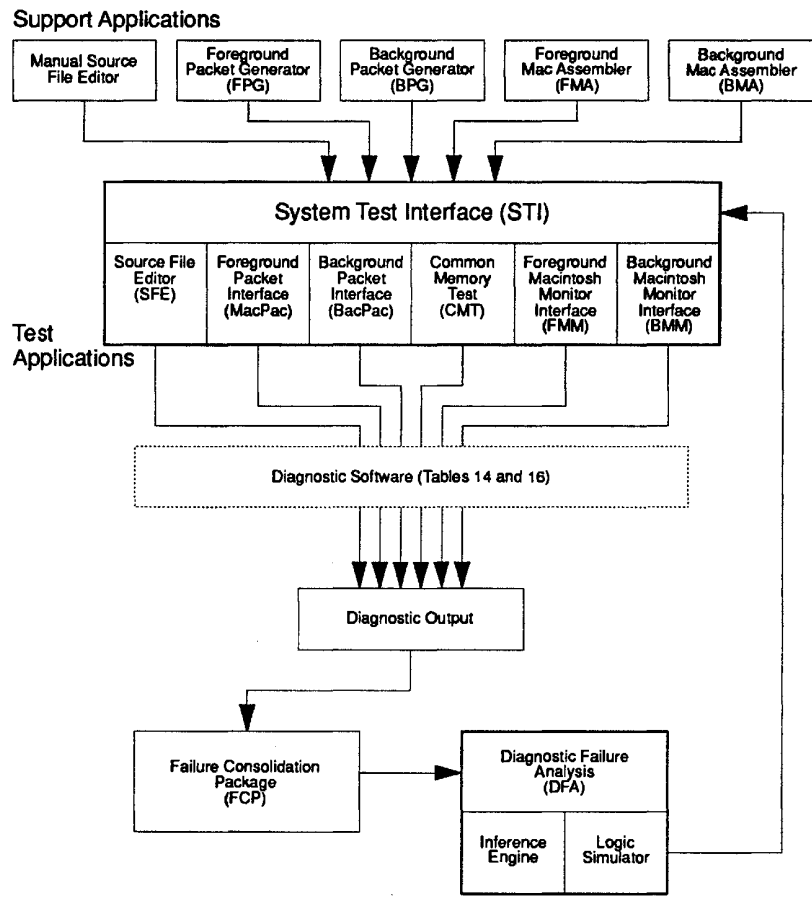 Support Applications
Manual Source
File Editor
Foreground
Packet Generator
(FPG)
Background
Packet Generator
(BPG)
Foreground
Mac Assembler
(FMA)
Background
Mac Assembler
(BMA)
System Test Interface (STI)
Source File
Editor
(SFE)
Foreground
Packet
Interface
(MacPac)
Background
Packet
Interface
(BacPac)
Common
Memory
Test
(CMT)
Foreground
Macintosh
Monitor
Interface
(FMM)
Background
Macintosh
Monitor
Interface
(BMM)
Test
Applications
Diagnostic Software (Tables 14 and 16)
Diagnostic Output
Failure Consolidation
Package
(FCP)
Diagnostic Failure
Analysis
(DFA)
Inference
Engine
Logic
Simulator